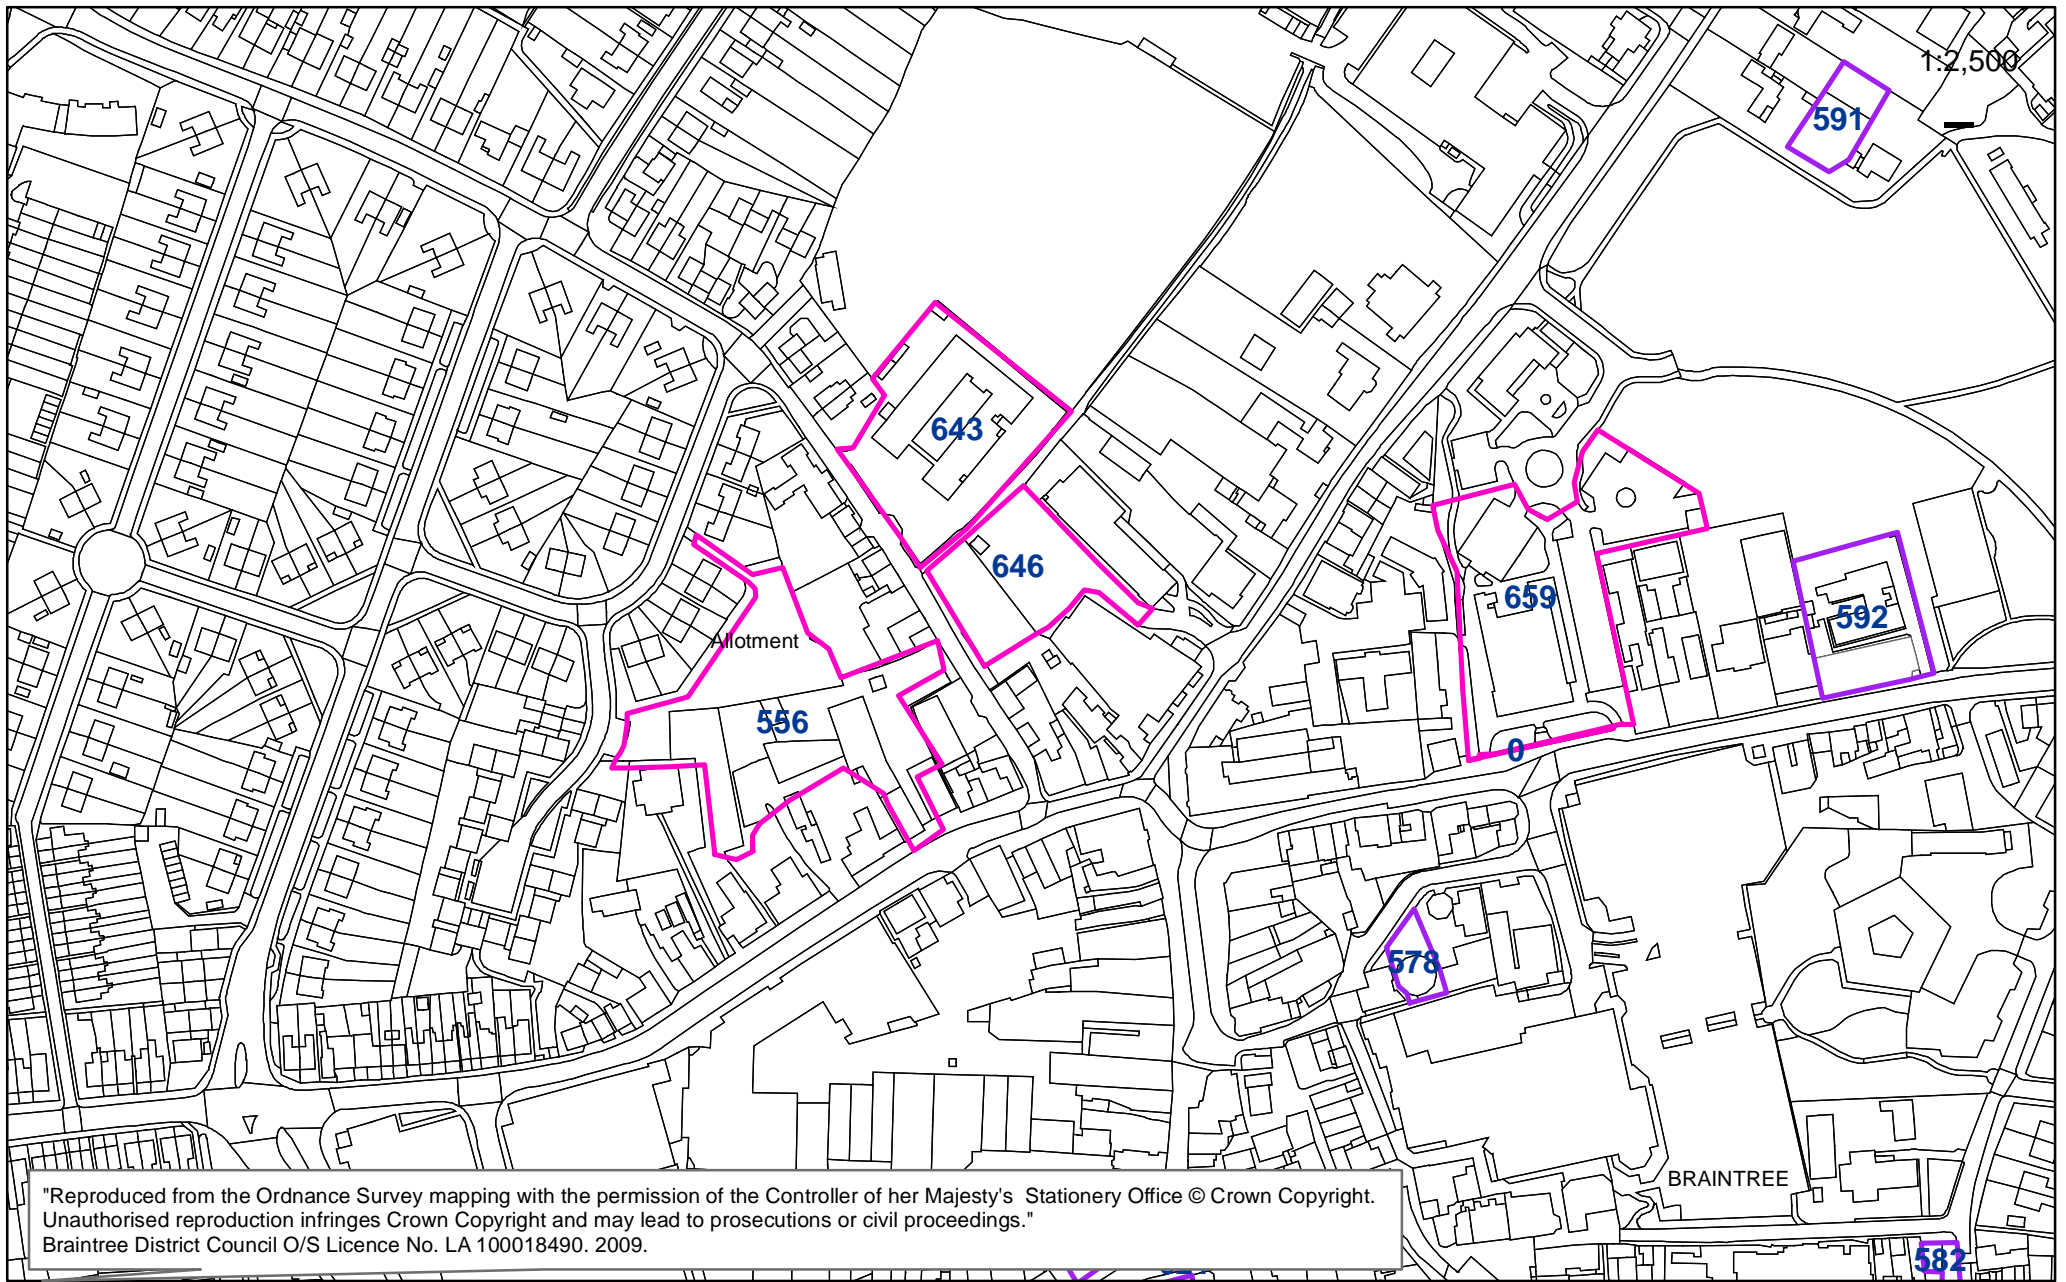 1:2,500
591
643
646
659
592
Allotment
556
0
578
BRAINTREE
"Reproduced from the Ordnance Survey mapping with the permission of the Controller of her Majesty's Stationery Office © Crown Copyright.
Unauthorised reproduction infringes Crown Copyright and may lead to prosecutions or civil proceedings."
Braintree District Council O/S Licence No. LA 100018490. 2009.
582